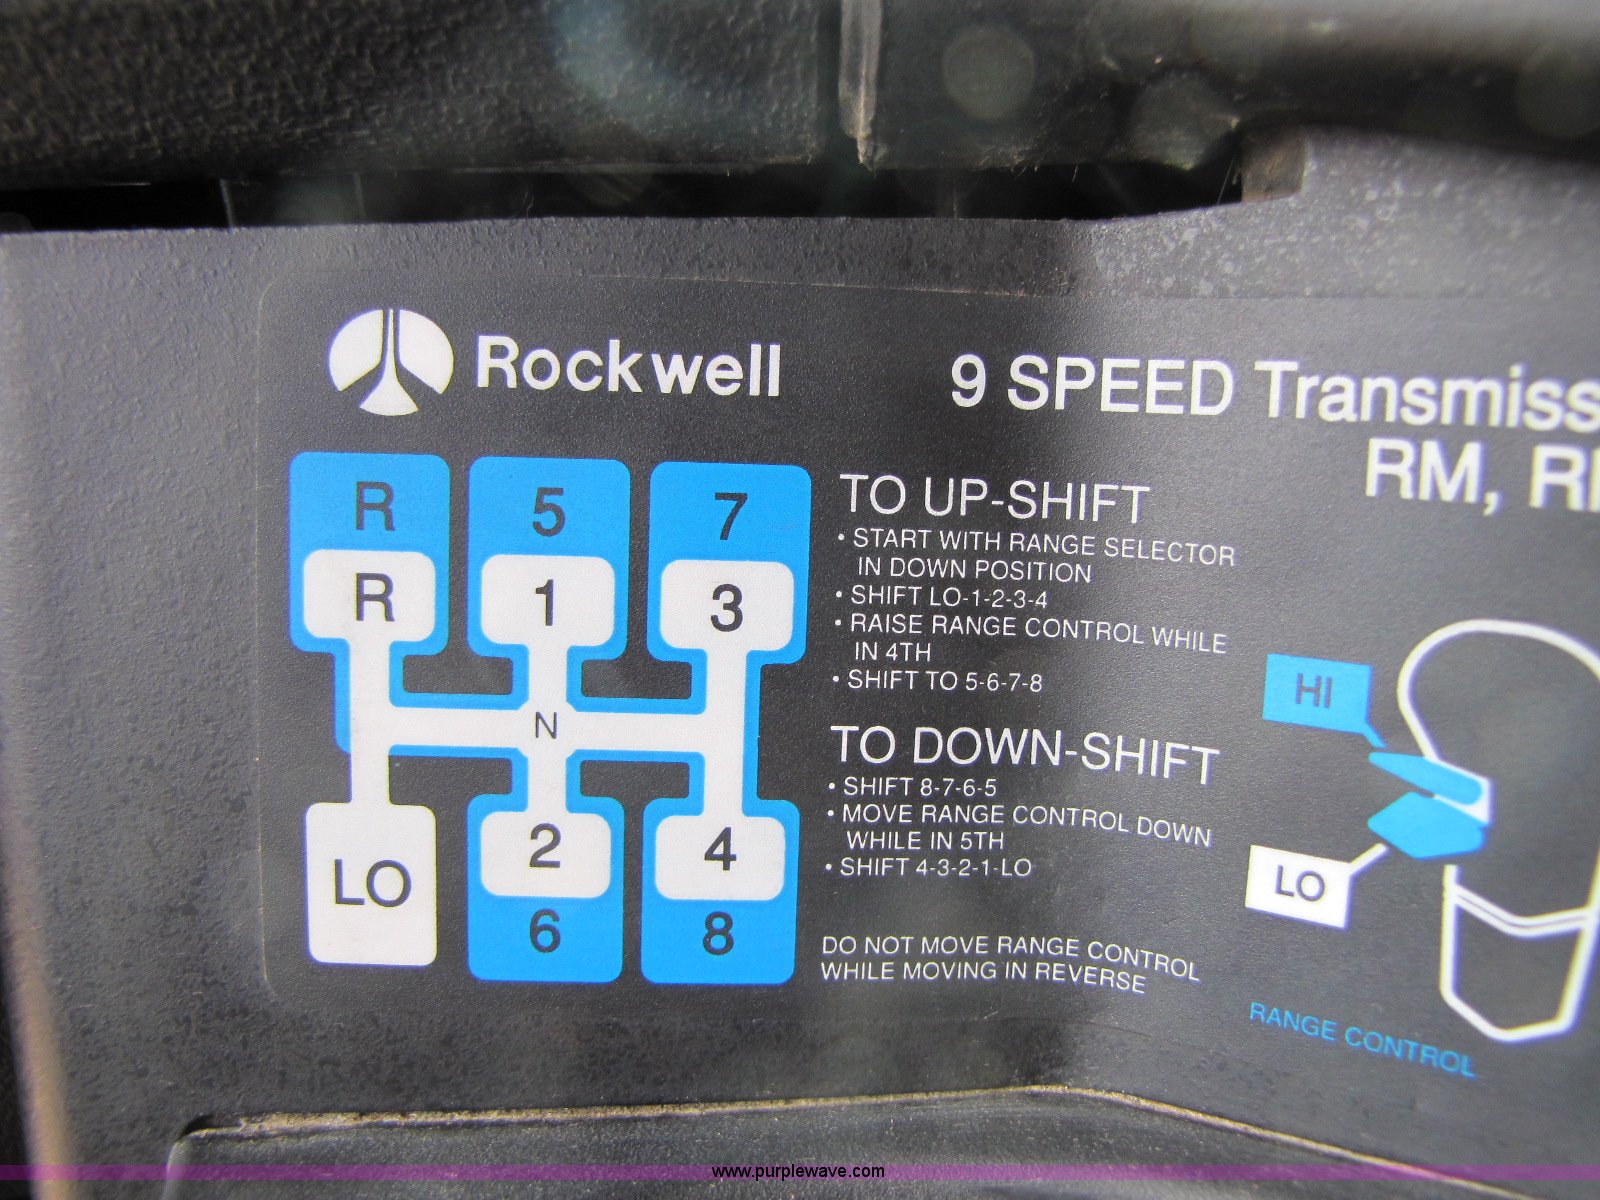 Rockwell
9 SPEED
RM,
R 5 7
R 1 3
N
LO 2 4
6 8
TO UP-SHIFT
• START WITH RANGE SELECTOR
IN DOWN POSITION
• SHIFT LO-1-2-3-4
• RAISE RANGE CONTROL WHILE
IN 4TH
• SHIFT TO 5-6-7-8
TO DOWN-SHIFT
• SHIFT 8-7-6-5
• MOVE RANGE CONTROL DOWN
WHILE IN 5TH
• SHIFT 4-3-2-1-LO
DO NOT MOVE RANGE CONTROL
WHILE MOVING IN REVERSE
HI
LO
RANGE CONTROL
www.purplewave.com